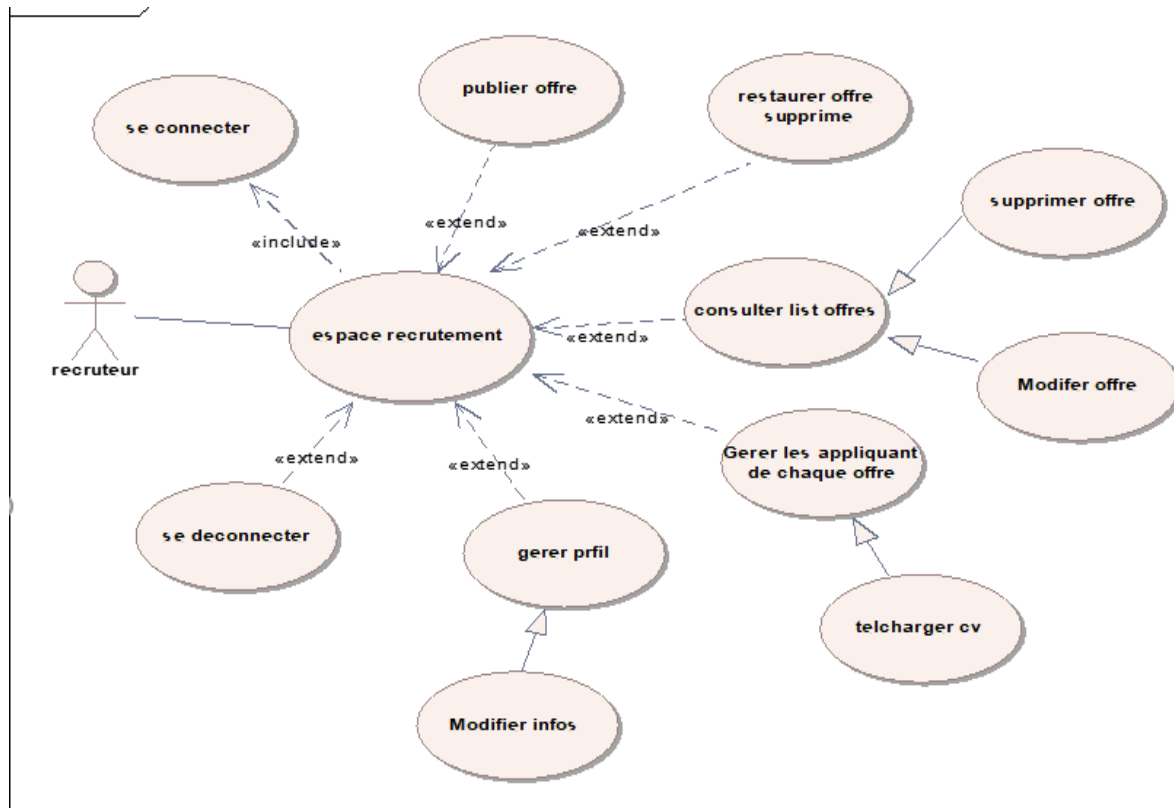 publier offre
restaurer offre
supprime
se connecter
supprimer offre
«extend»
«extend»
«include»
consulter list offres
espace recrutement
«extend»
recruteur
Modifer offre
«extend»
Gerer les appliquant
de chaque offre
«extend»
«extend»
se deconnecter
gerer prfil
telcharger cv
Modifier infos